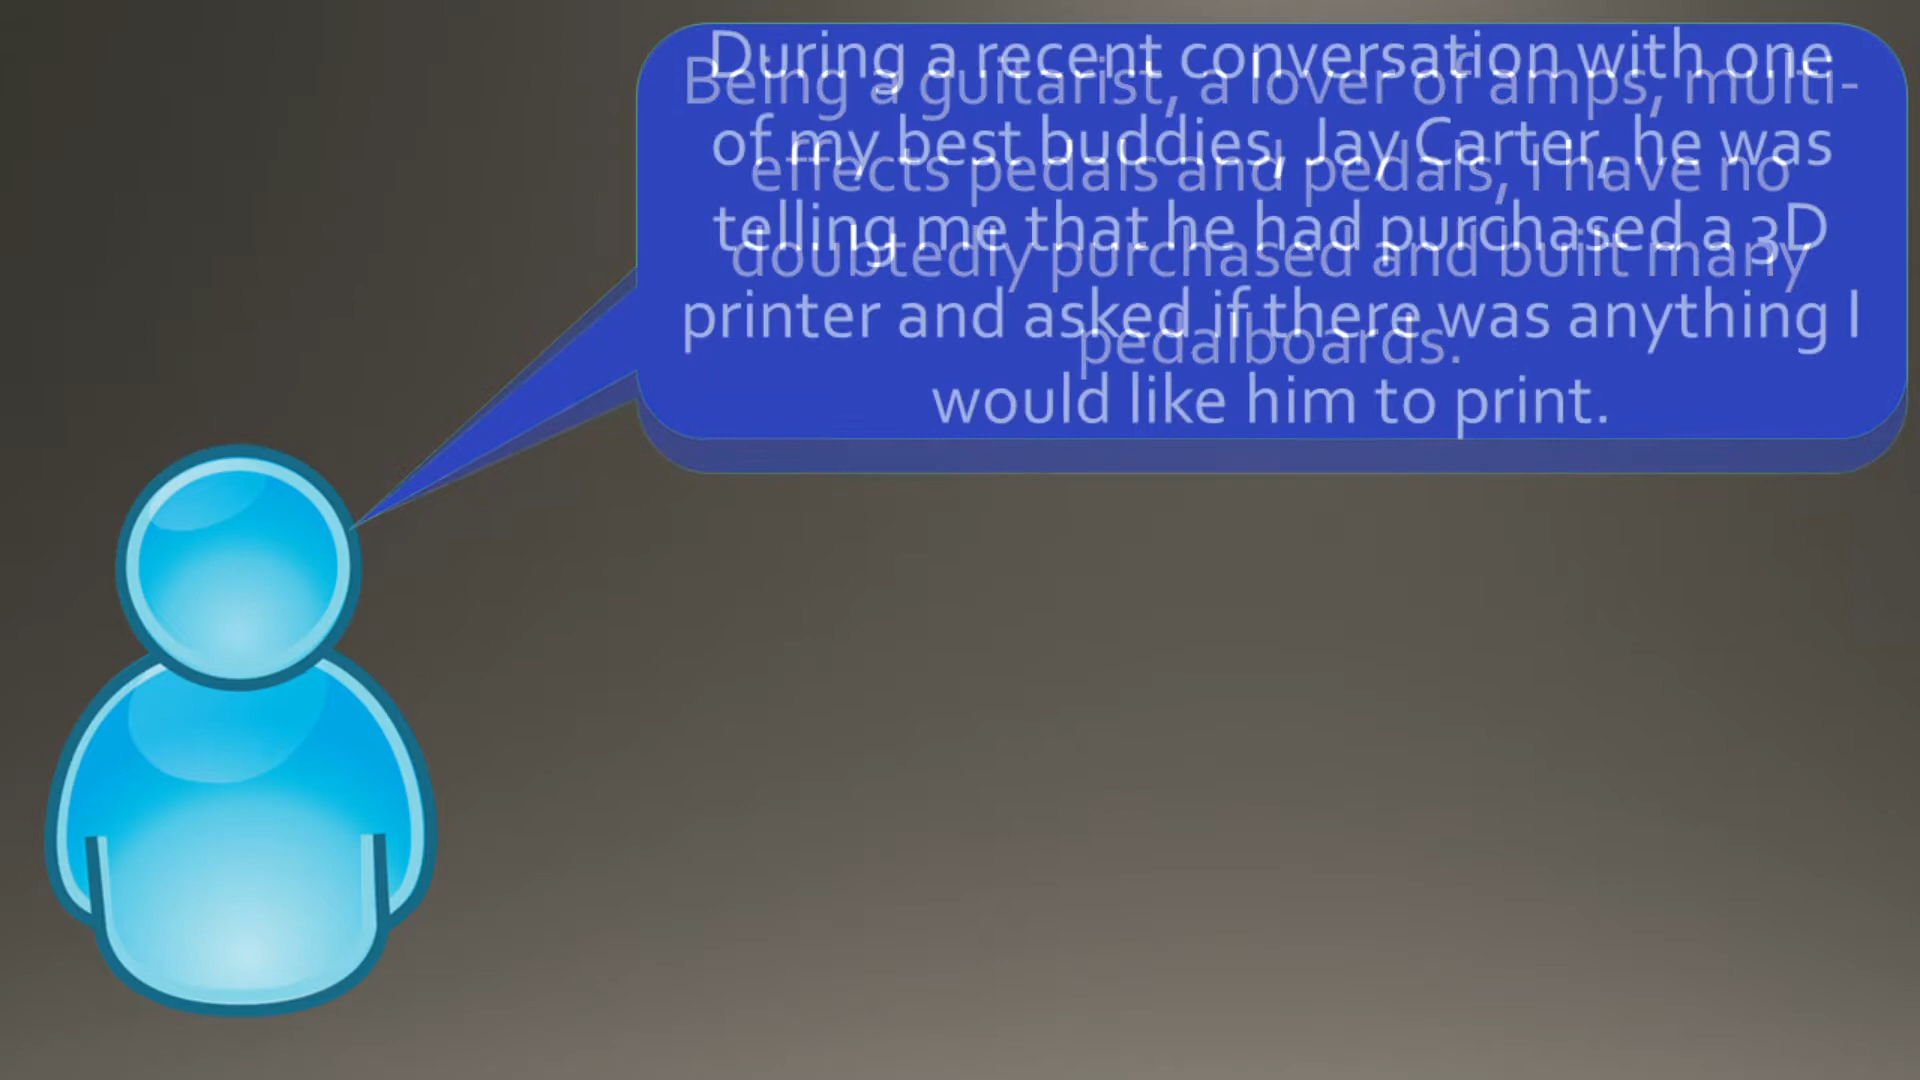 During a recent conversation with one
of my best buddies, Jay Carter, he was
telling me that he had purchased a 3D
printer and asked if there was anything I
would like him to print.
Being a guitarist, a lover of amps, multi-
effects pedals and pedals, I have no
doubtedly purchased and built many
pedalboards.